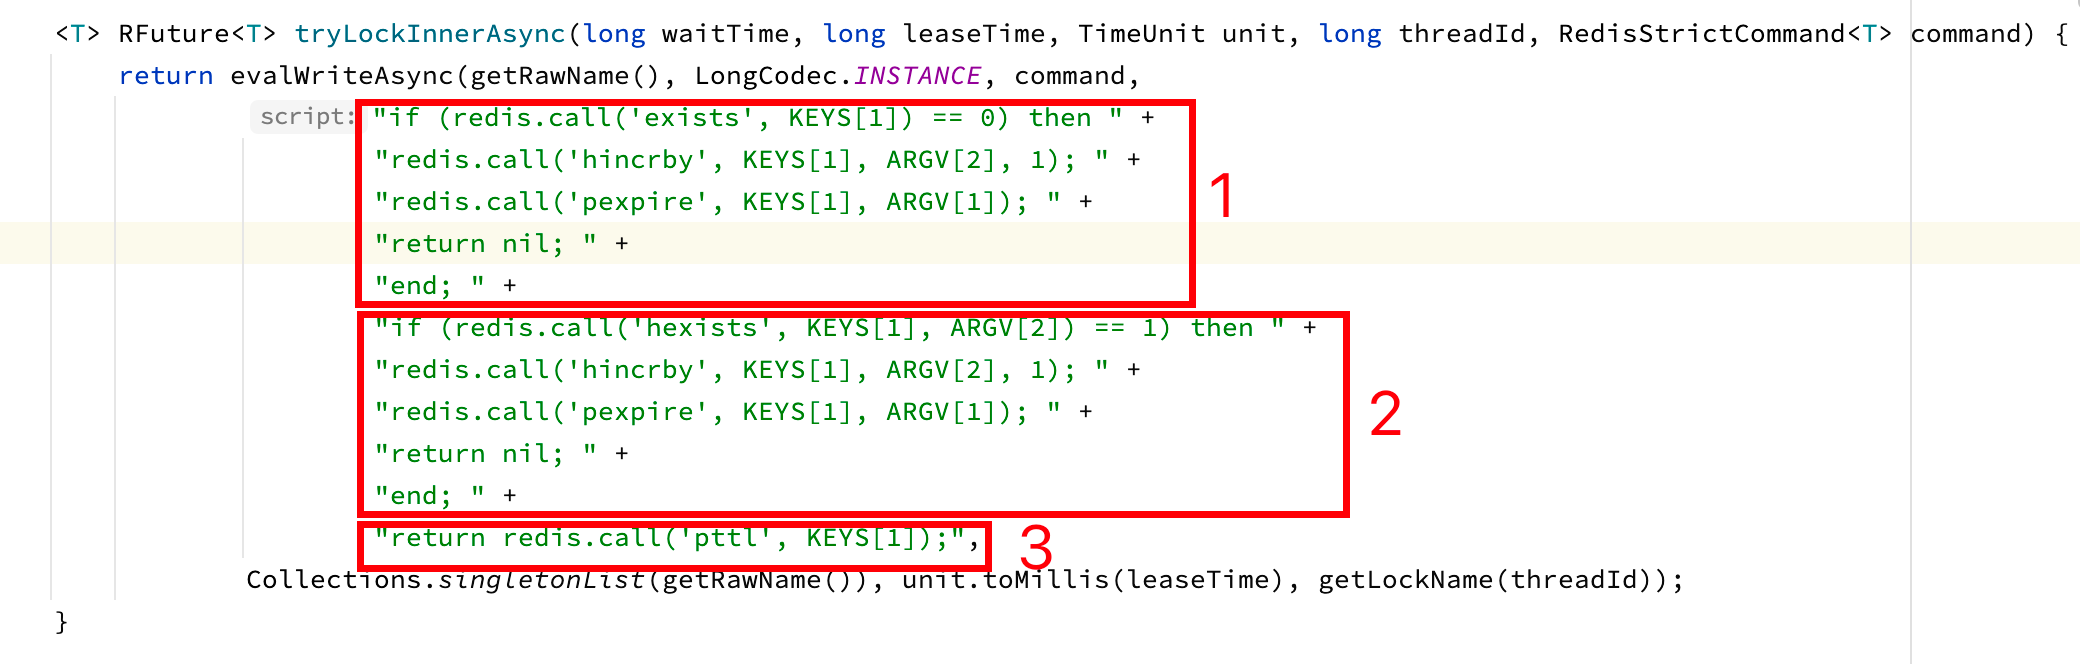 <T> RFuture<T> tryLockInnerAsync(long waitTime, long leaseTime, TimeUnit unit, long threadId, RedisStrictCommand<T> command) {
return evalWriteAsync(getRawName(), LongCodec.INSTANCE, command,
script: "if (redis.call('exists', KEYS[1]) == 0) then " +
"redis.call('hincrby', KEYS[1], ARGV[2], 1); " +
"redis.call('pexpire', KEYS[1], ARGV[1]); " +
1
"return nil; " +
"end; " +
"if (redis.call('hexists', KEYS[1], ARGV[2]) == 1) then " +
"redis.call('hincrby', KEYS[1], ARGV[2], 1); " +
"redis.call('pexpire', KEYS[1], ARGV[1]); " +
2
"return nil; " +
"end; " +
"return redis.call('pttl', KEYS[1]);",
3
Collections.singletonList(getRawName()), unit.toMillis(leaseTime), getLockName(threadId));
}